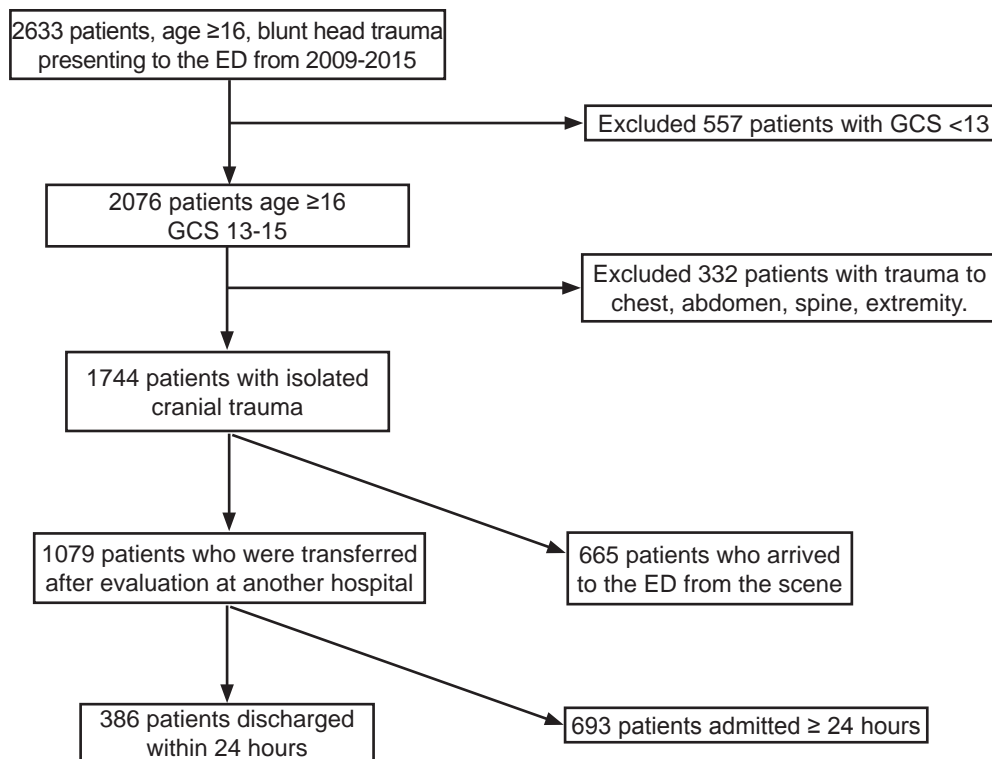 2633 patients, age ≥16, blunt head trauma
presenting to the ED from 2009-2015
Excluded 557 patients with GCS <13
2076 patients age ≥16
GCS 13-15
Excluded 332 patients with trauma to
chest, abdomen, spine, extremity.
1744 patients with isolated
cranial trauma
1079 patients who were transferred
after evaluation at another hospital
665 patients who arrived
to the ED from the scene
386 patients discharged
within 24 hours
693 patients admitted ≥ 24 hours